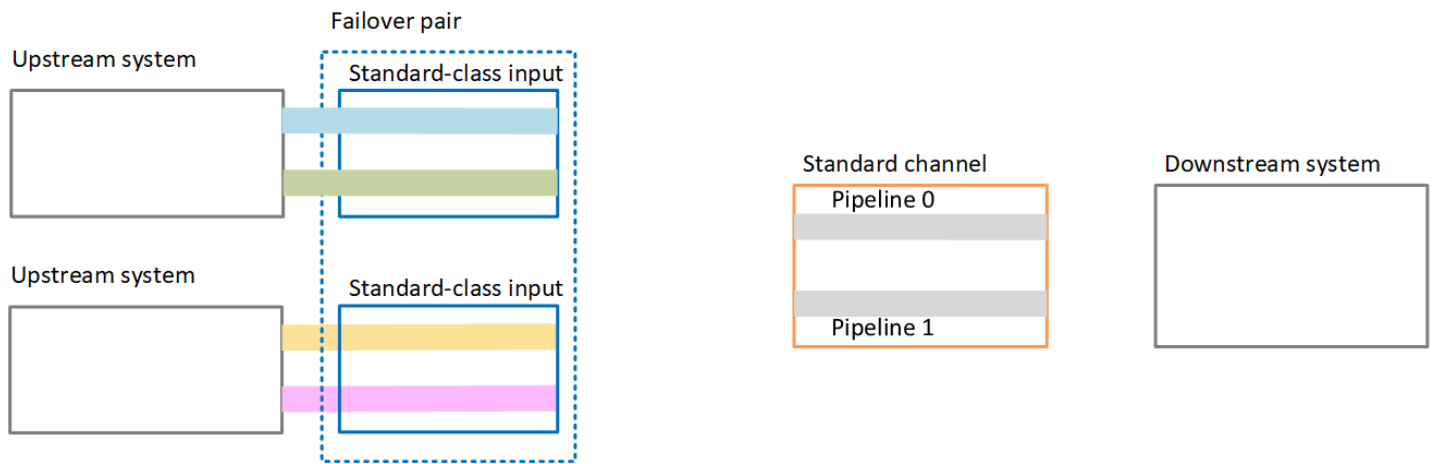 Failover pair
Upstream system
Standard-class input
Standard channel
Downstream system
Pipeline 0
Upstream system
Standard-class input
Pipeline 1